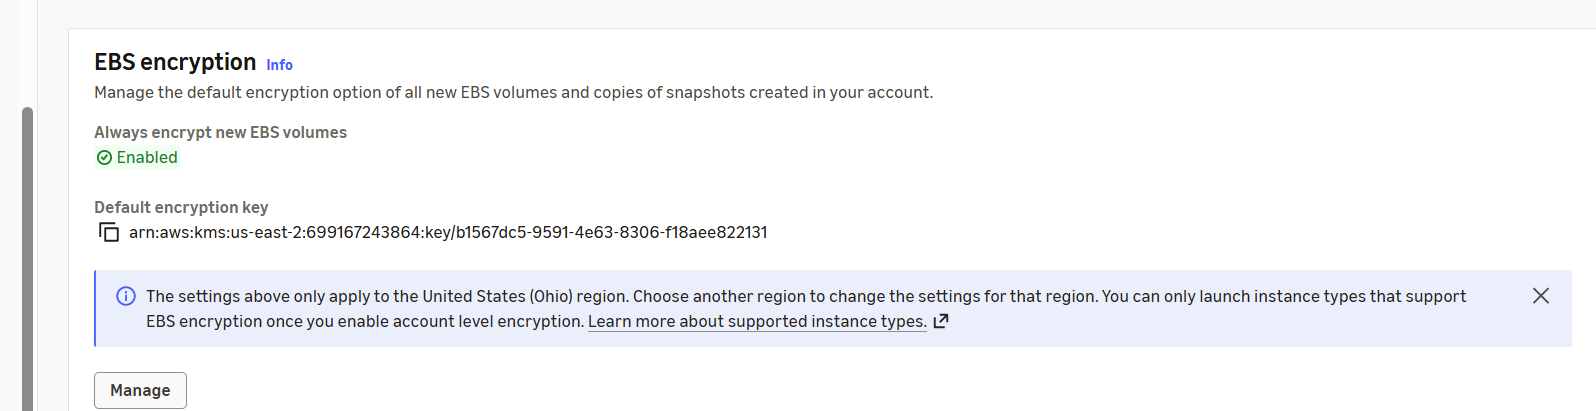 EBS encryption Info
Manage the default encryption option of all new EBS volumes and copies of snapshots created in your account.
Always encrypt new EBS volumes
Enabled
Default encryption key
arn:aws:kms:us-east-2:699167243864:key/b1567dc5-9591-4e63-8306-f18aee822131
The settings above only apply to the United States (Ohio) region. Choose another region to change the settings for that region. You can only launch instance types that support
EBS encryption once you enable account level encryption. Learn more about supported instance types.
Manage